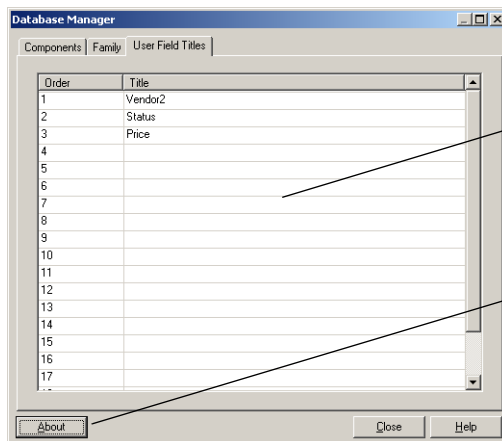 Database Manager
Components Family User Field Titles
Order Title
1 Vendor2
2 Status
3 Price
4
5
6
7
8
9
10
11
12
13
14
15
16
17
About Close Help